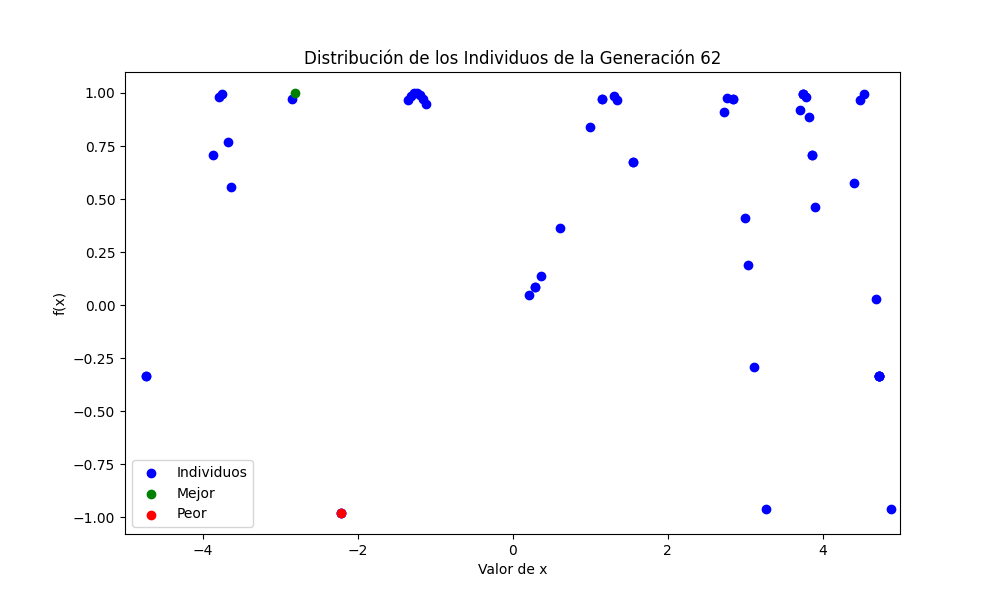 Distribución de los Individuos de la Generación 62
f(x)
1.00
0.75
0.50
0.25
0.00
−0.25
−0.50
−0.75
−1.00
Individuos
Mejor
Peor
−4 −2 0 2 4
Valor de x